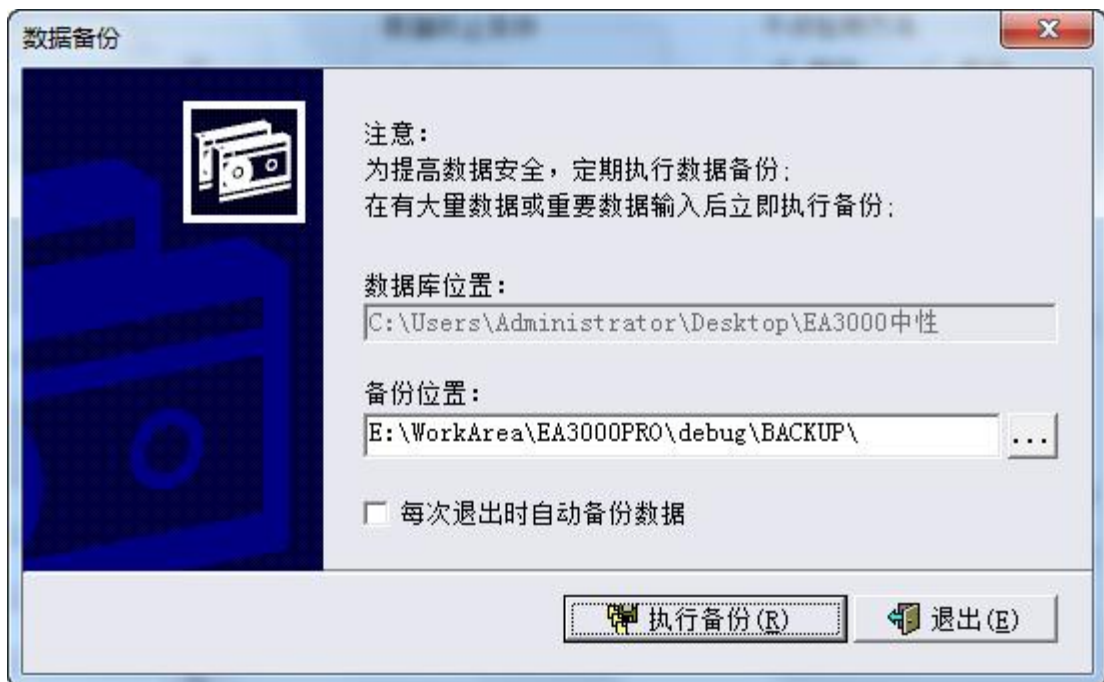 数据备份
注意：
为提高数据安全，定期执行数据备份；
在有大量数据或重要数据输入后立即执行备份；
数据库位置：
C:\Users\Administrator\Desktop\EA3000中性
备份位置：
E:\WorkArea\EA3000PRO\debug\BACKUP\
...
每次退出时自动备份数据
执行备份(R)
退出(E)